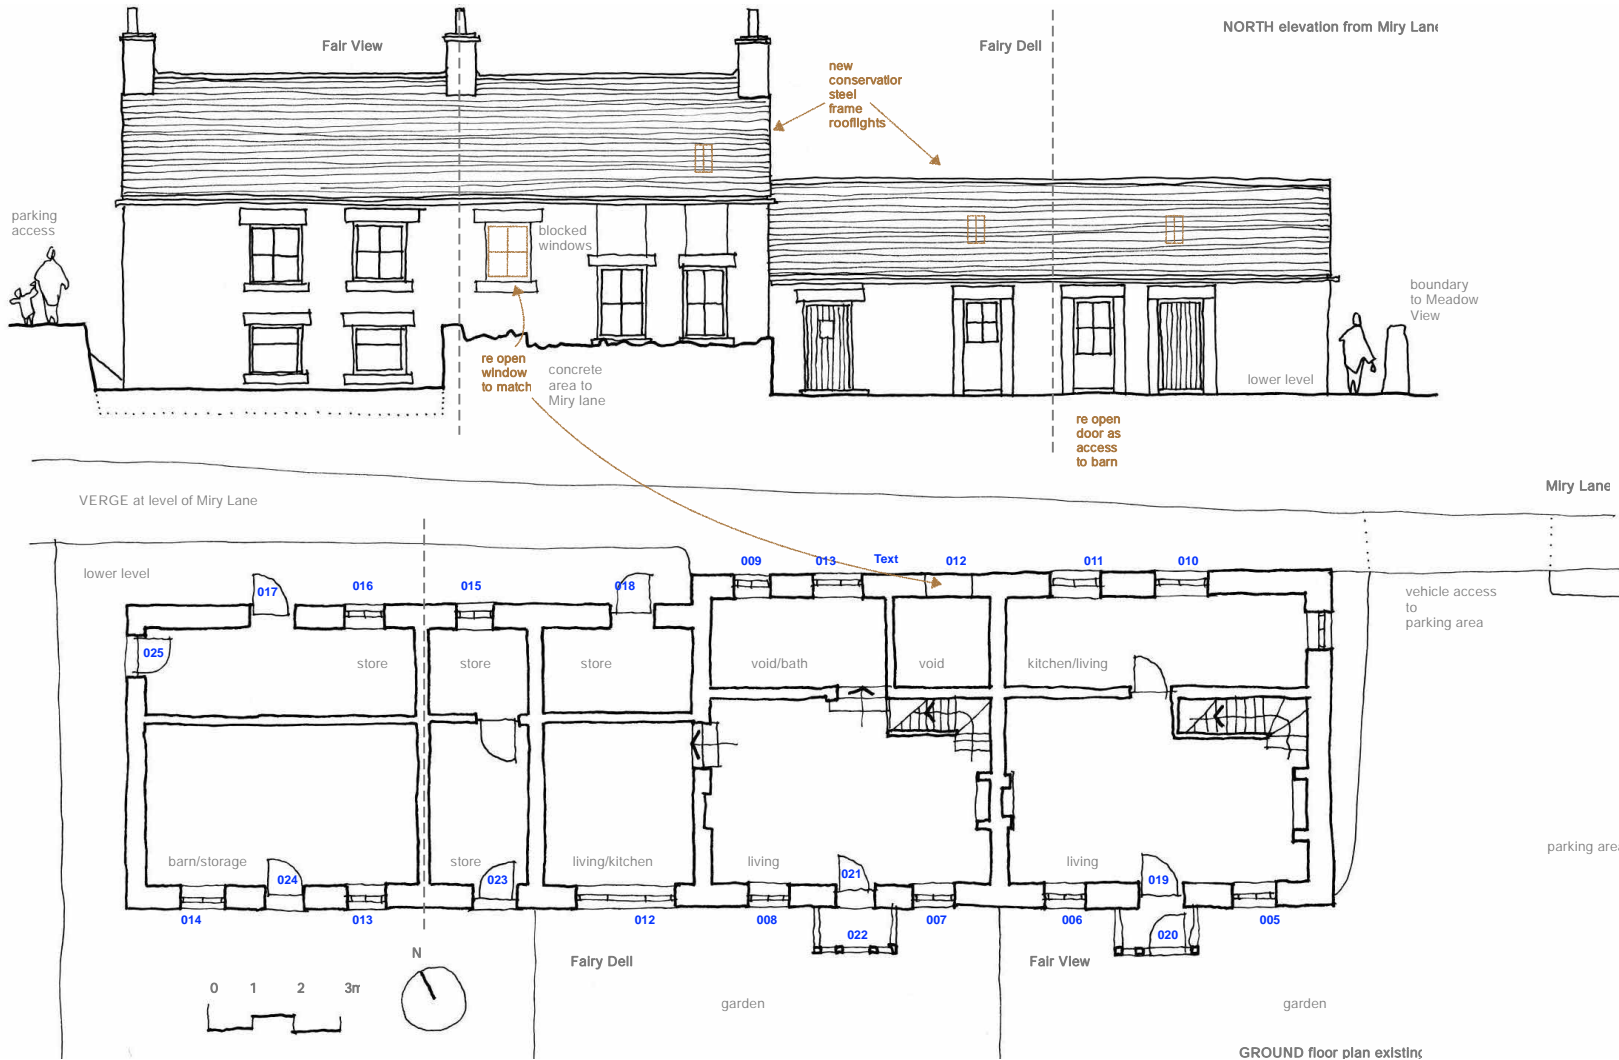 NORTH elevation from Miry Lane
Fair View
Fairy Dell
new
conservation
steel
frame
rooflights
parking
access
blocked
windows
boundary
to Meadow
View
re open
window
to match
concrete
area to
Miry lane
lower level
re open
door as
access
to barn
Miry Lane
VERGE at level of Miry Lane
lower level
009
013
Text
012
011
010
017
016
015
018
vehicle access
to
parking area
025
store
store
store
void/bath
void
kitchen/living
barn/storage
store
living/kitchen
living
living
parking area
024
023
021
019
014
013
012
008
007
006
005
022
020
N
Fairy Dell
Fair View
0 1 2 3m
garden
garden
GROUND floor plan existing